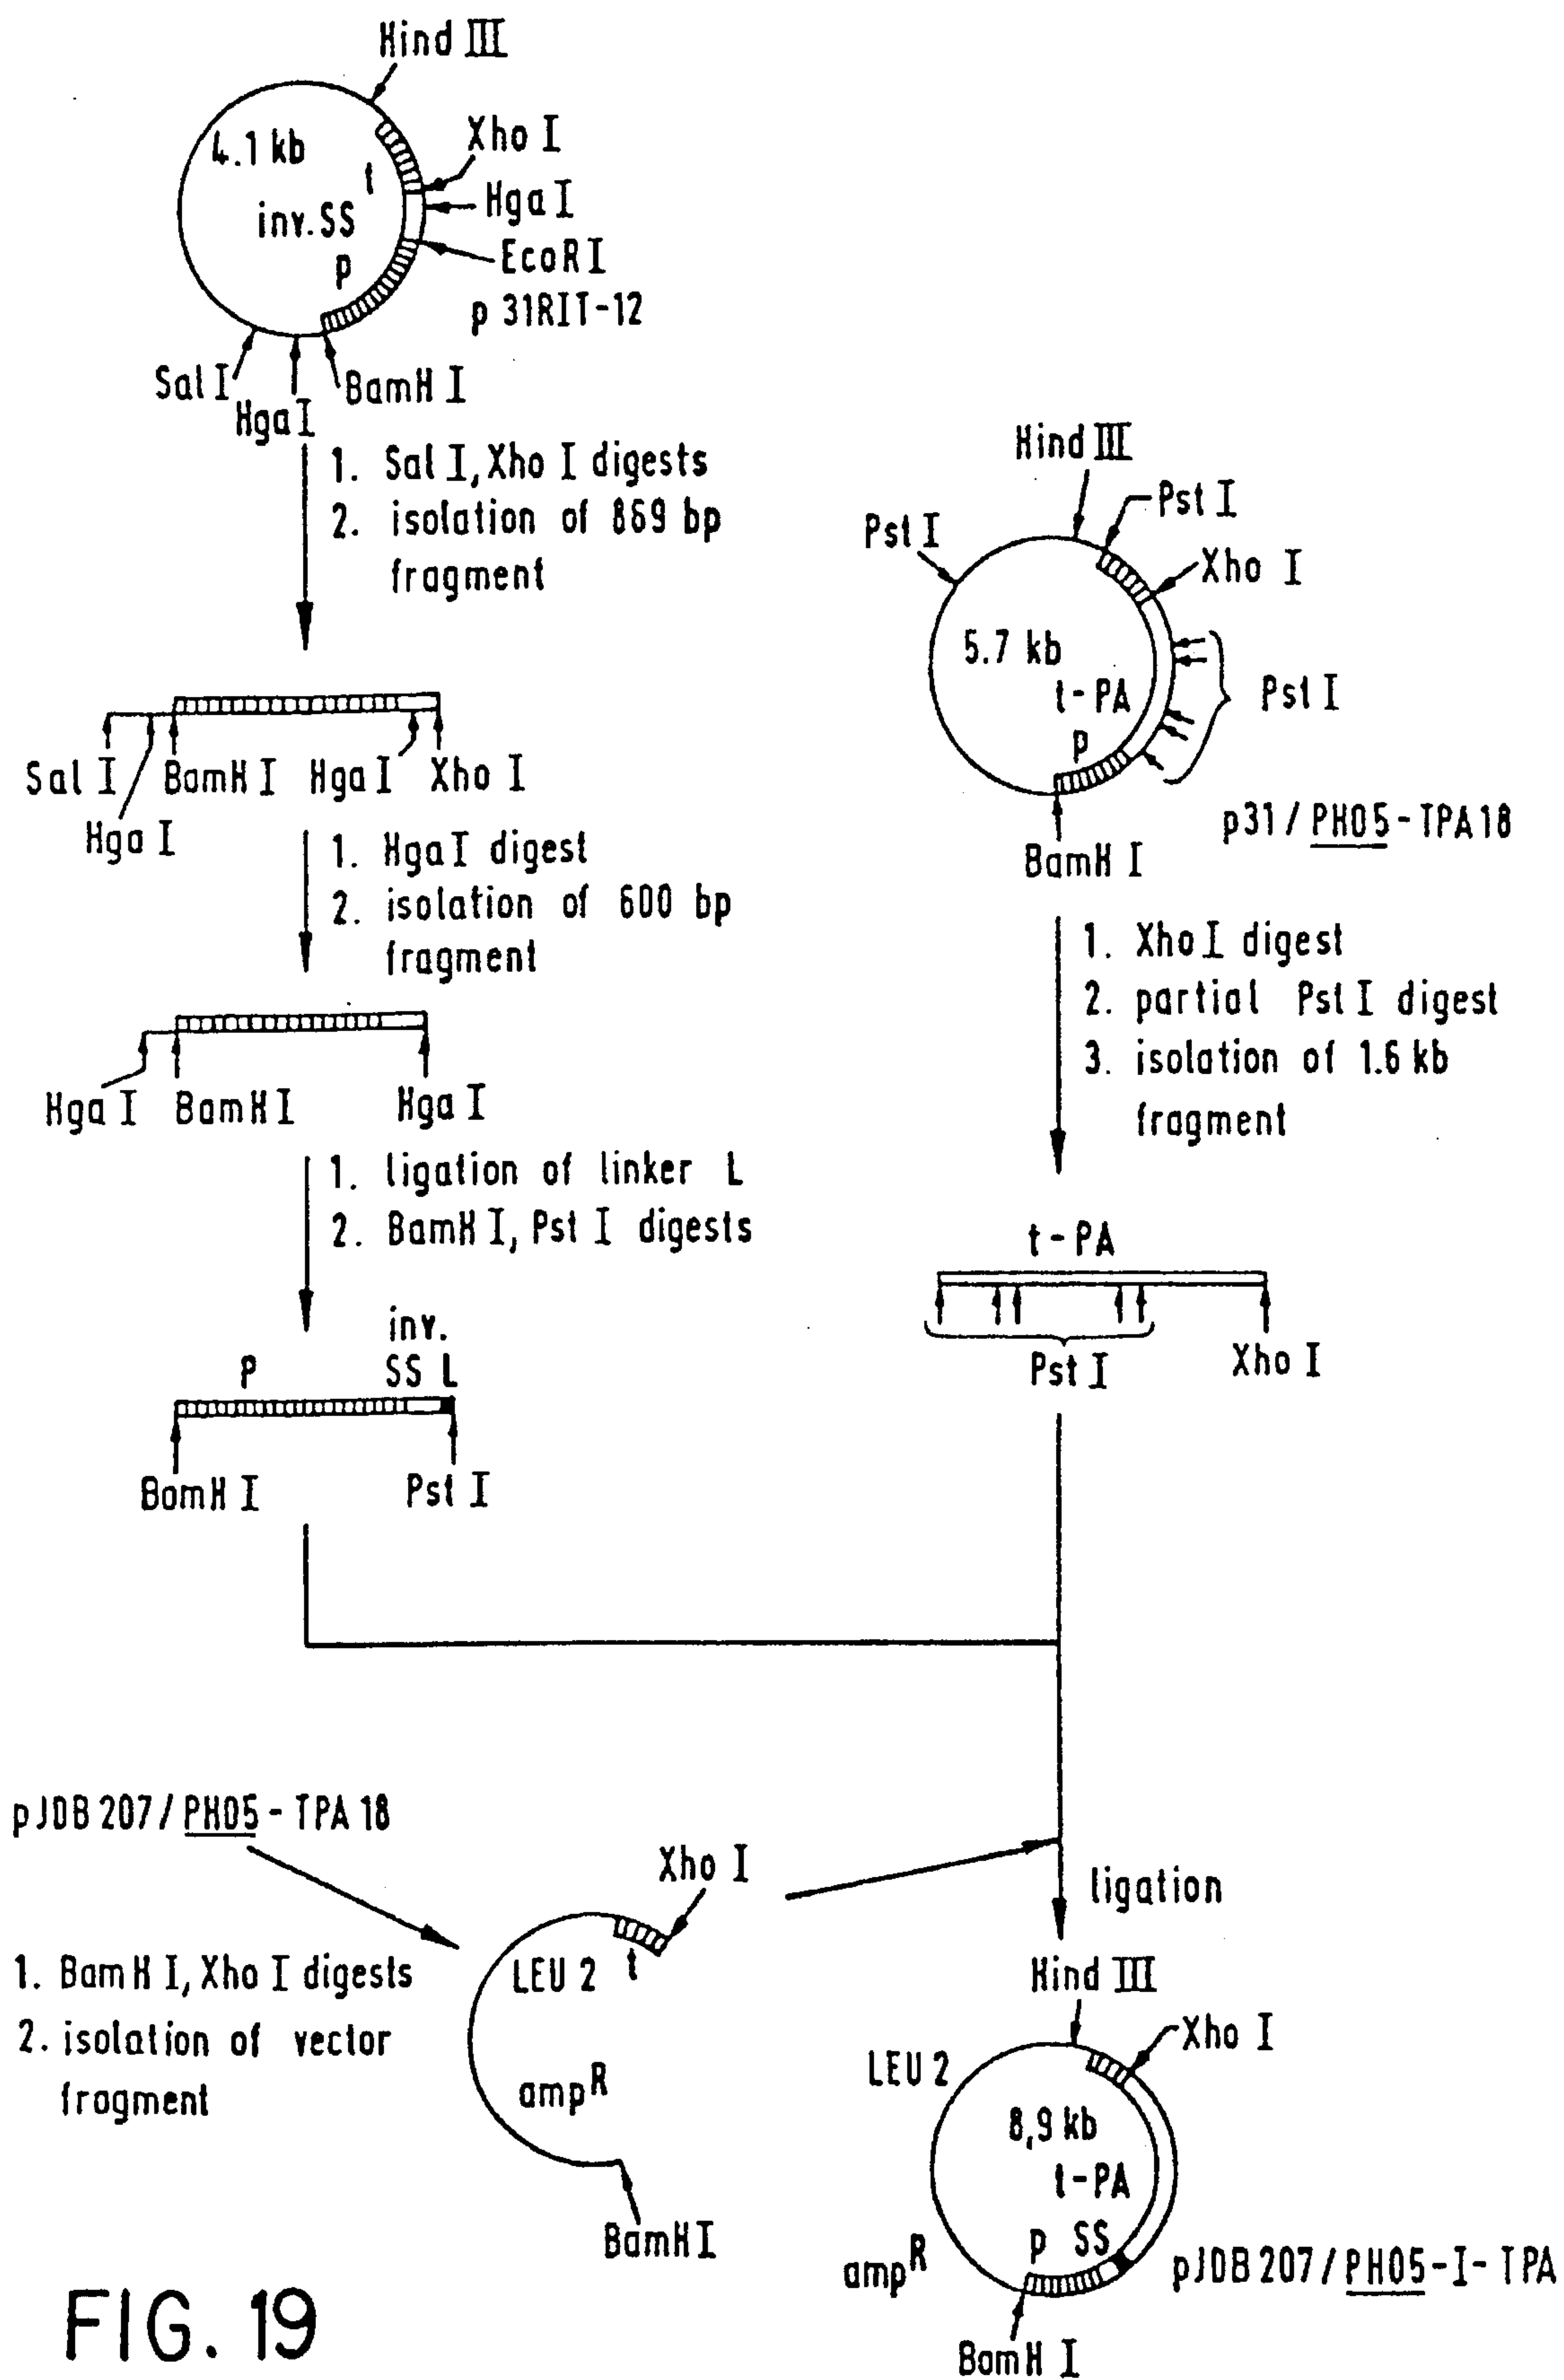 Hind III
4.1 kb
Xho I
t
Hga I
inv. SS
EcoR I
p
p 31RIT-12
Sal I
BamH I
Hga I
1. Sal I, Xho I digests
2. isolation of 869 bp
fragment
Sal I
BamH I
Hga I
Xho I
Hga I
1. Hga I digest
2. isolation of 600 bp
fragment
Hga I
BamH I
Hga I
1. ligation of linker L
2. BamH I, Pst I digests
inv.
P
SS L
BamH I
Pst I
Hind III
Pst I
Pst I
Xho I
5.7 kb
t-PA
Pst I
p
p31 / PHO5 - TPA18
BamH I
1. Xho I digest
2. partial Pst I digest
3. isolation of 1.6 kb
fragment
t-PA
Pst I
Xho I
pJDB 207 / PHO5 - TPA 18
Xho I
ligation
1. BamH I, Xho I digests
2. isolation of vector
fragment
LEU 2
t
amp R
BamH I
Hind III
Xho I
LEU 2
8,9 kb
t-PA
p SS
amp R
pJDB 207 / PHO5 - I - TPA
BamH I
FIG. 19